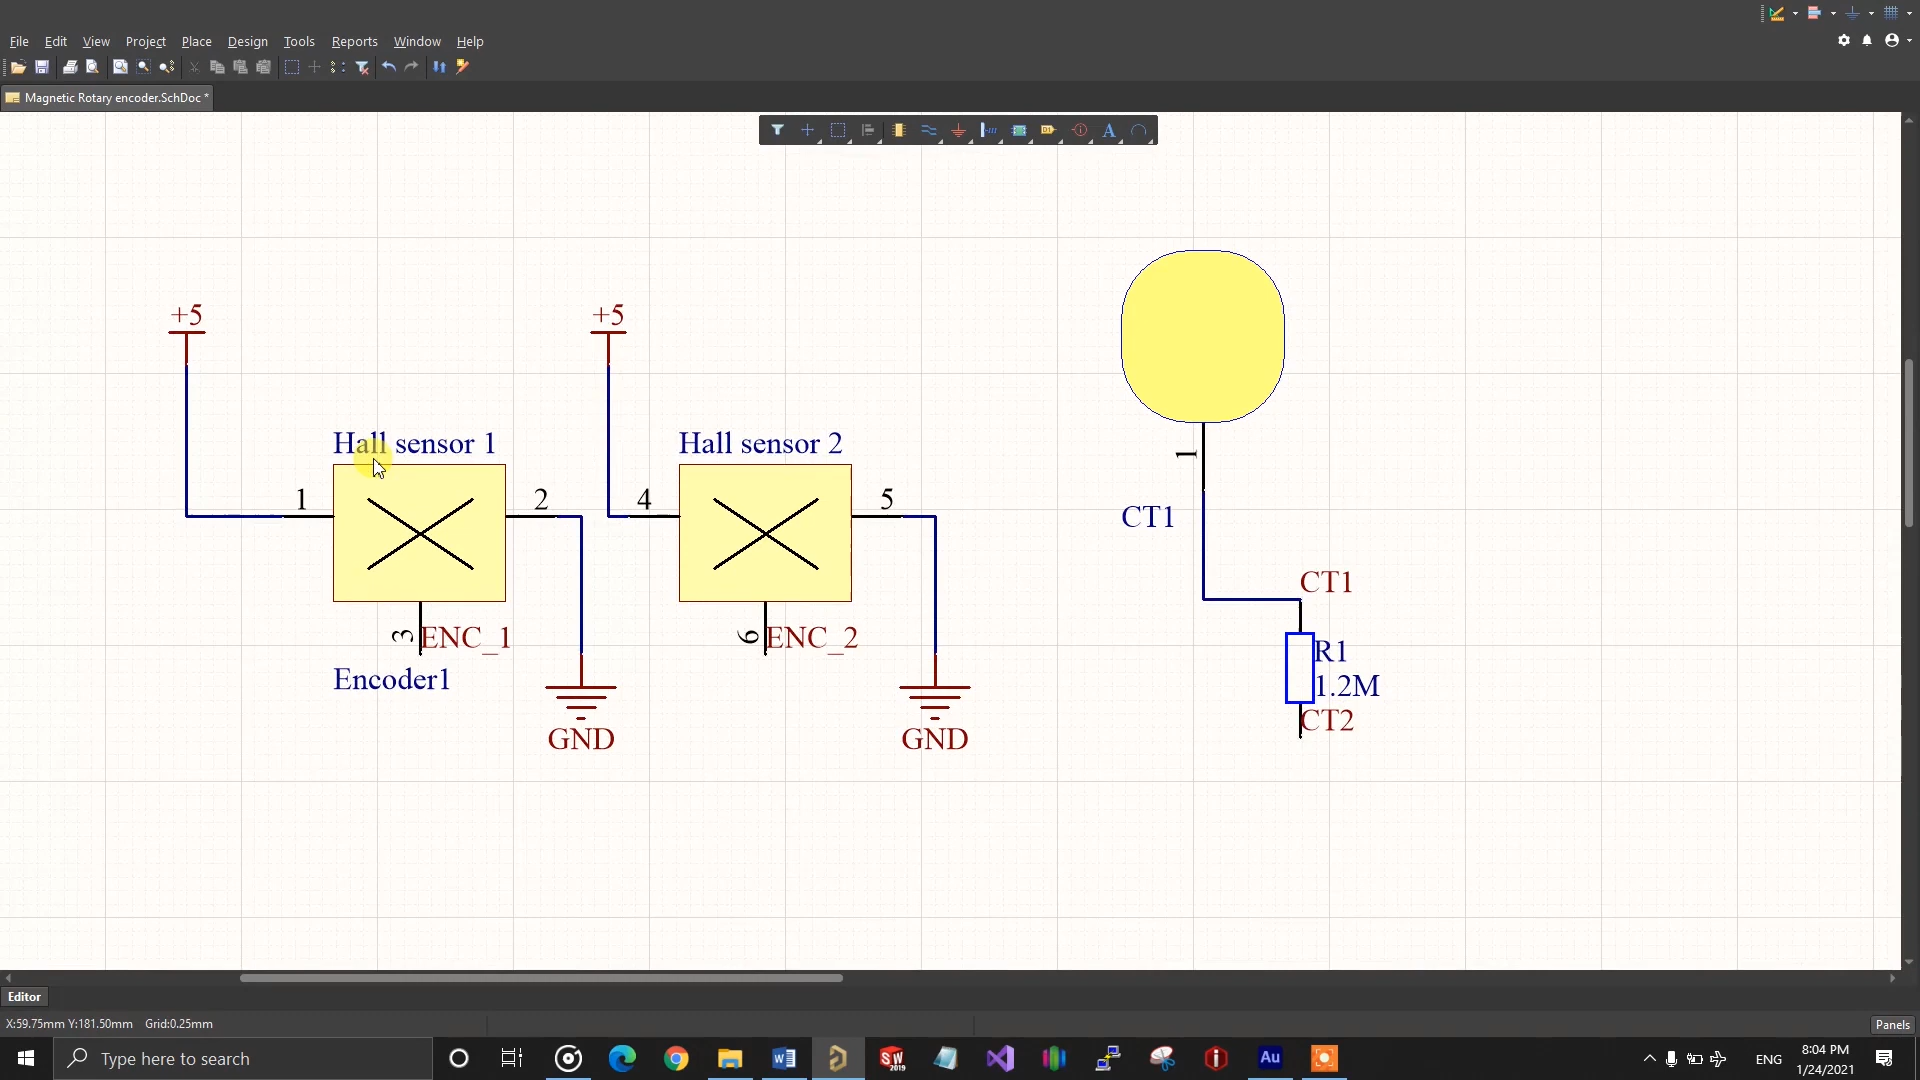 File Edit View Project Place Design Tools Reports Window Help
Magnetic Rotary encoder.SchDoc *
+5
+5
Hall sensor 1
Hall sensor 2
1
1
2
4
5
CT1
CT1
3
ENC_1
6
ENC_2
R1
Encoder1
1.2M
CT2
GND
GND
Editor
X:59.75mm Y:181.50mm Grid:0.25mm
Panels
Type here to search
SW
2019
Au
ENG
8:04 PM
1/24/2021